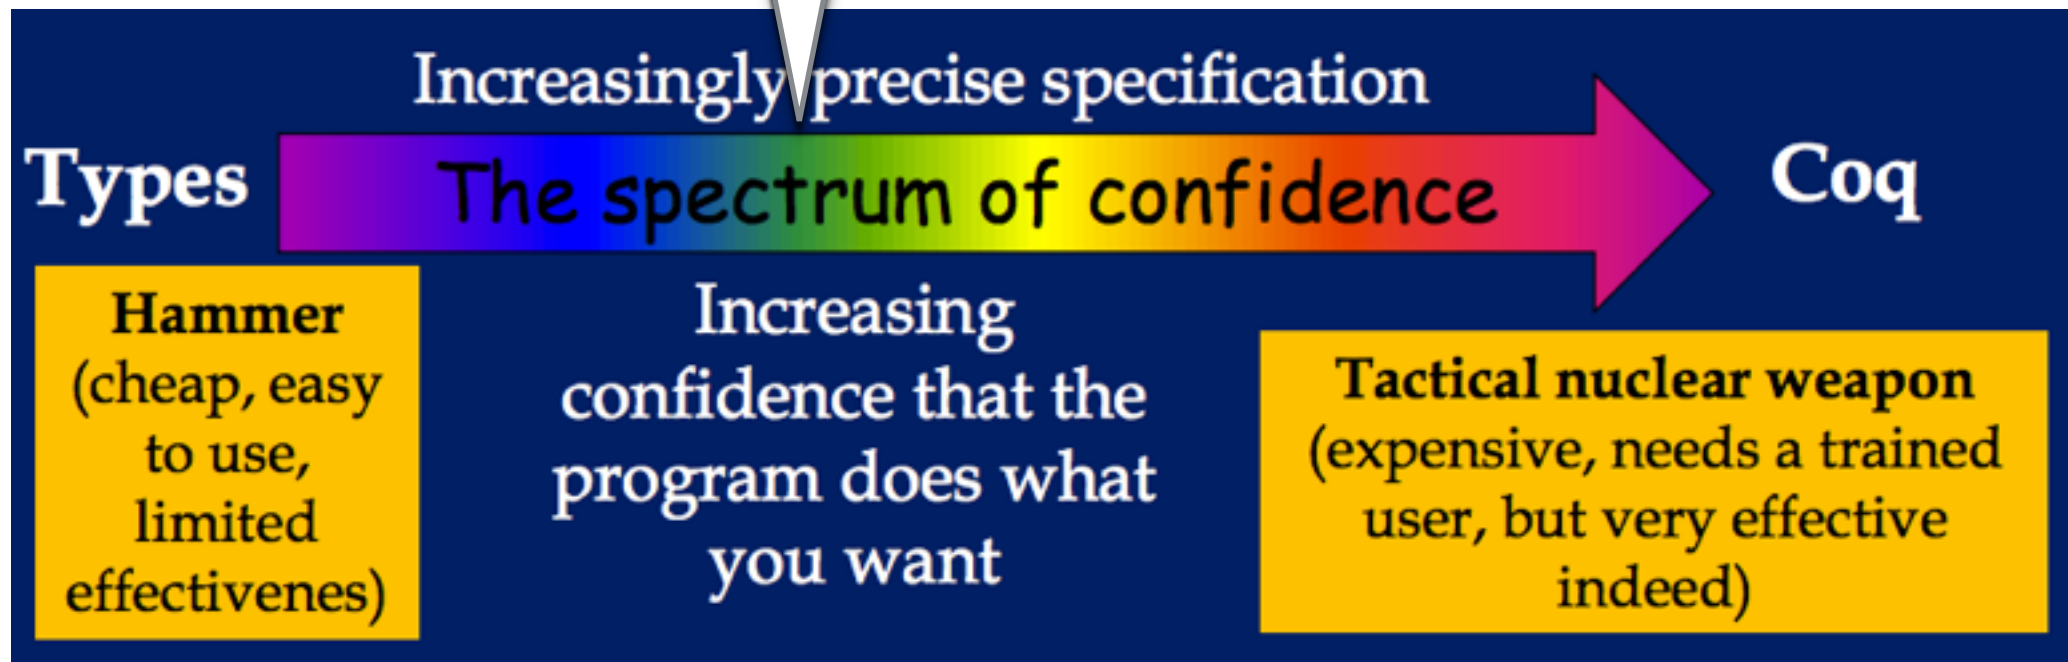 Increasingly precise specification
Types
The spectrum of confidence
Coq
Hammer
(cheap, easy
to use,
limited
effectivenes)
Increasing
confidence that the
program does what
you want
Tactical nuclear weapon
(expensive, needs a trained
user, but very effective
indeed)